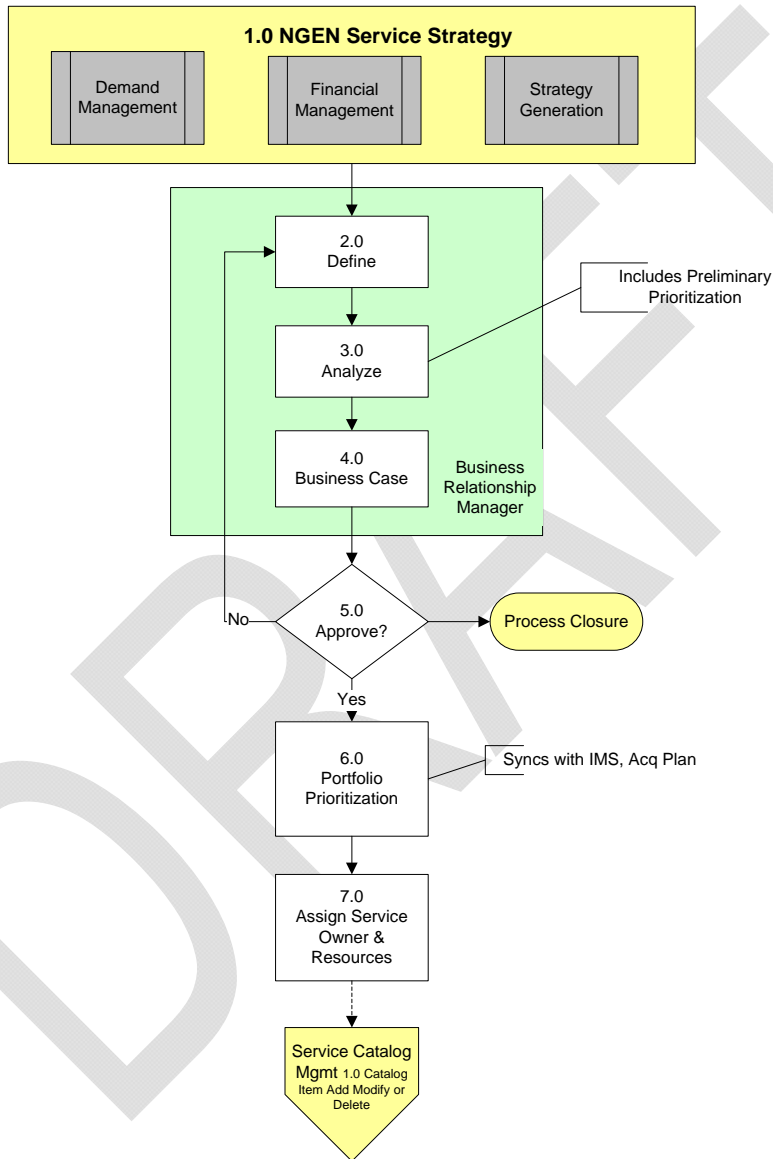 1.0 NGEN Service Strategy
Demand
Management
Financial
Management
Strategy
Generation
2.0
Define
Includes Preliminary
Prioritization
3.0
Analyze
4.0
Business Case
Business
Relationship
Manager
5.0
Approve?
No
Process Closure
Yes
6.0
Portfolio
Prioritization
Syncs with IMS, Acq Plan
7.0
Assign Service
Owner &
Resources
Service Catalog
Mgmt 1.0 Catalog
Item Add Modify or
Delete
DRAFT